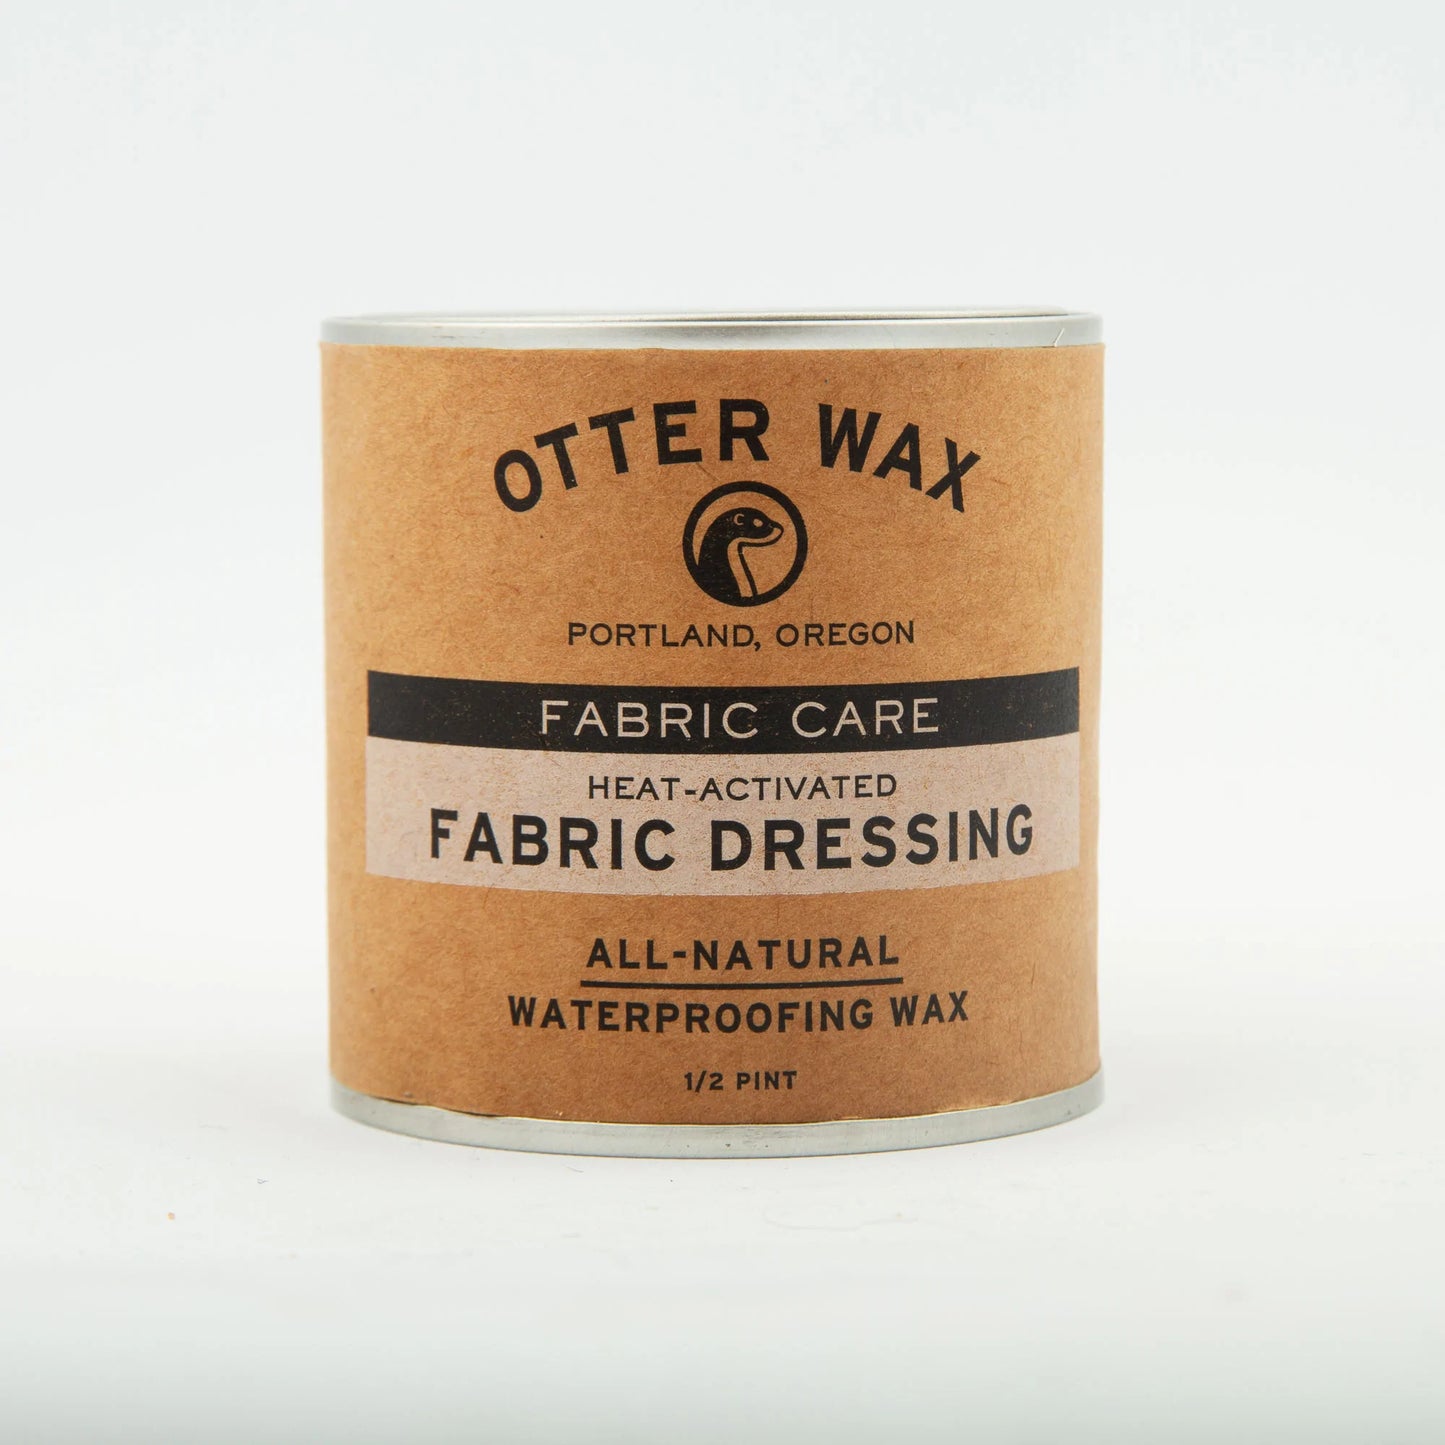 OTTER WAX
PORTLAND, OREGON
FABRIC CARE
HEAT-ACTIVATED
FABRIC DRESSING
ALL-NATURAL
WATERPROOFING WAX
1/2 PINT